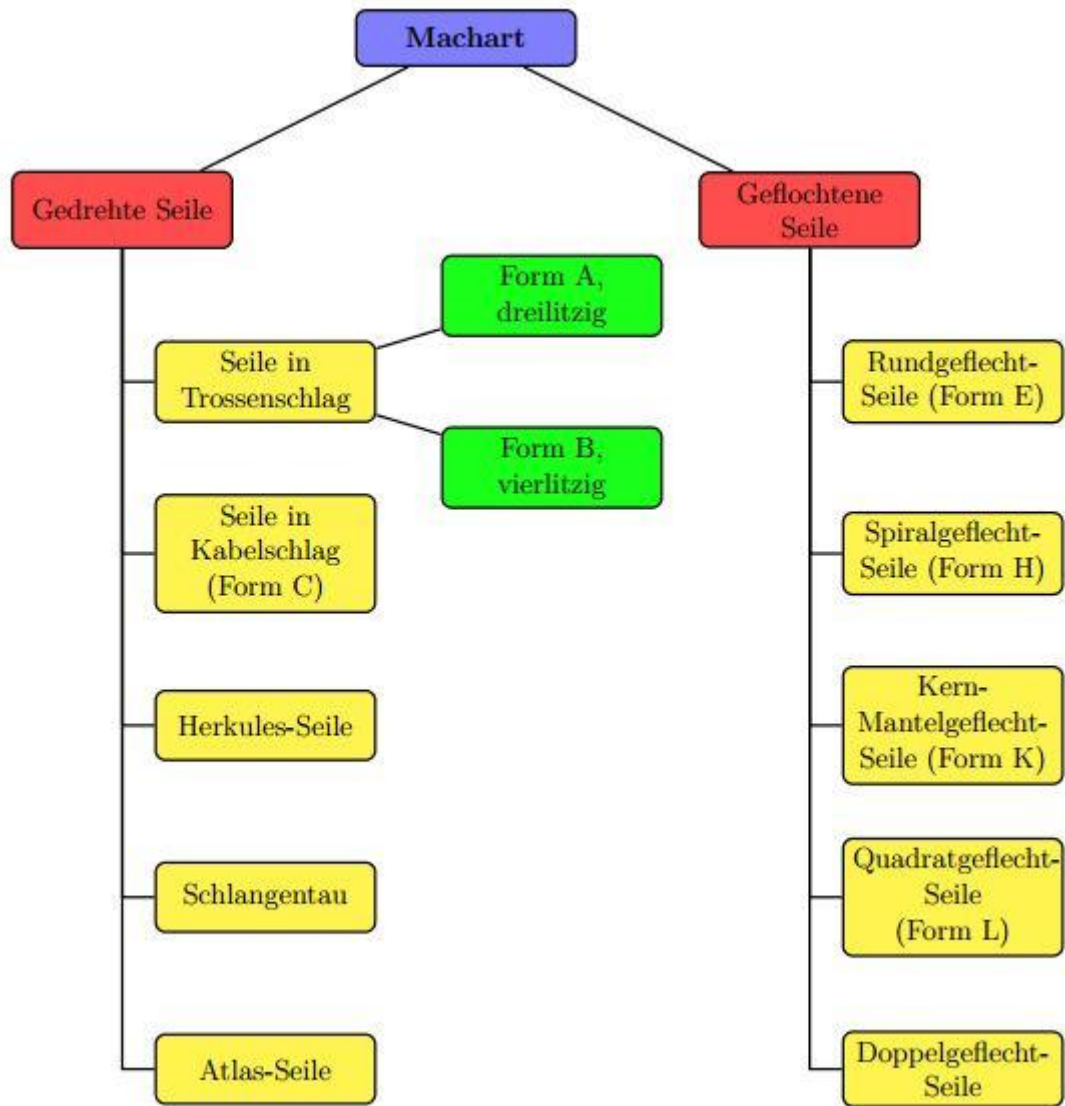 Machart
Gedrehte Seile
Geflochtene
Seile
Form A,
dreilitzig
Seile in
Trossenschlag
Form B,
vierlitzig
Seile in
Kabelschlag
(Form C)
Herkules-Seile
Schlangentau
Atlas-Seile
Rundgeflecht-
Seile (Form E)
Spiralgeflecht-
Seile (Form H)
Kern-
Mantelgeflecht-
Seile (Form K)
Quadratgeflecht-
Seile
(Form L)
Doppelgeflecht-
Seile